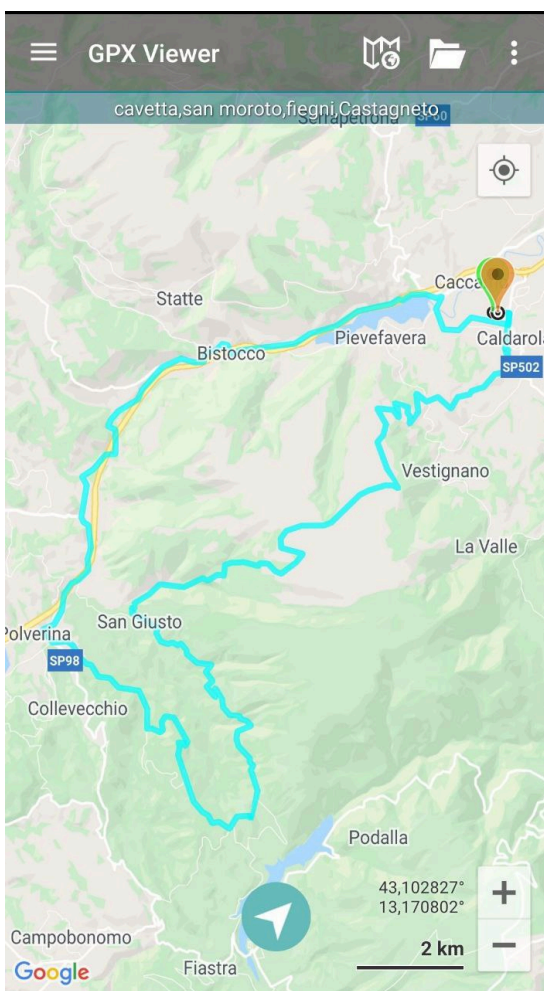 GPX Viewer
cavetta,san moroto,fiegni,Castagneto
Serrapetrona
SP60
Statte
Cacca
Bistocco
Pievefavera
Caldarola
SP502
Vestignano
La Valle
San Giusto
Polverina
SP98
Collevecchio
Podalla
43,102827°
13,170802°
+
Campobonomo
2 km
−
Google
Fiastra